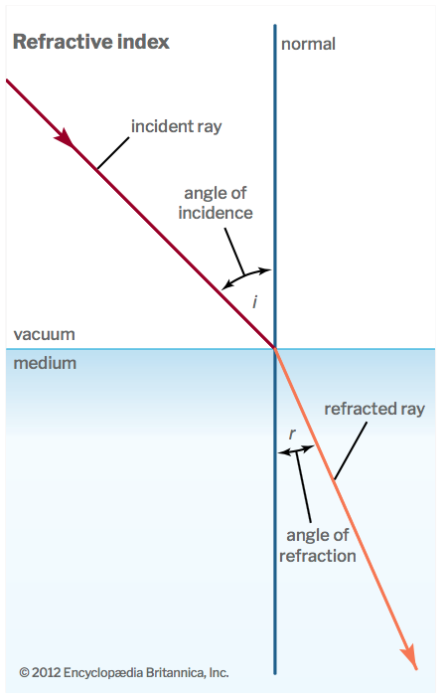 Refractive index
normal
incident ray
angle of
incidence
i
vacuum
medium
refracted ray
r
angle of
refraction
© 2012 Encyclopædia Britannica, Inc.